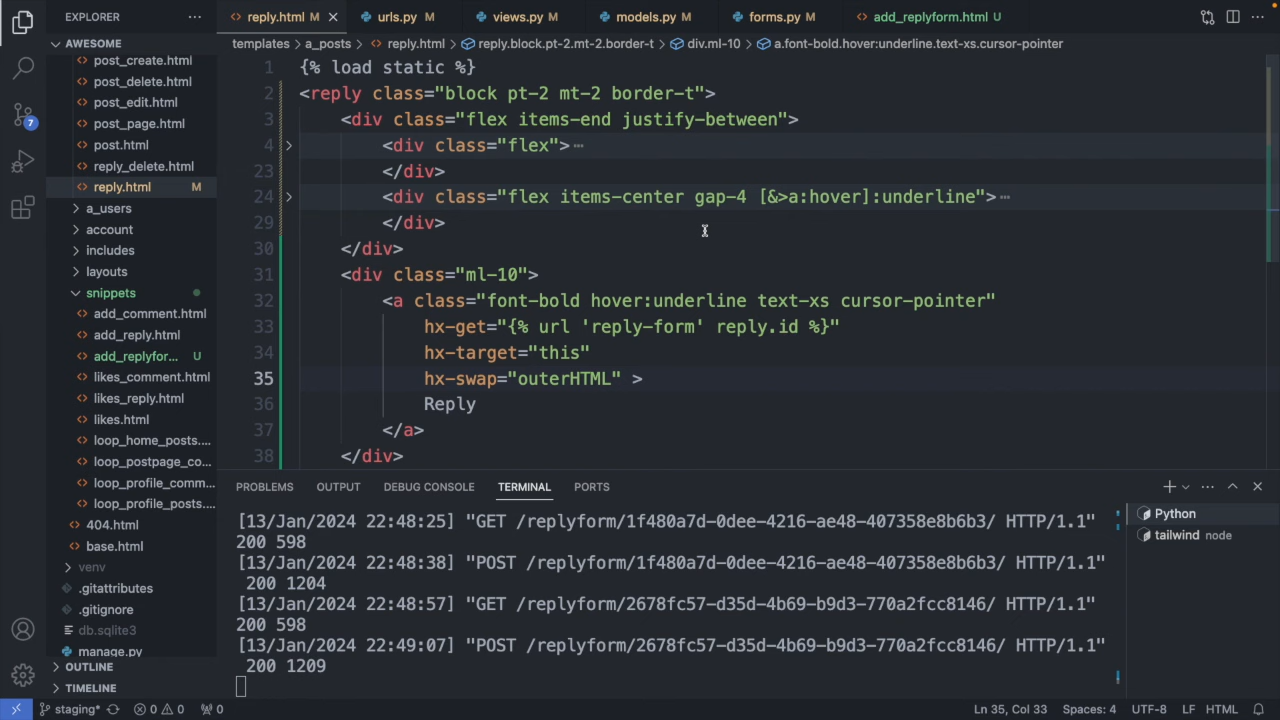 EXPLORER
AWESOME
post_create.html
post_delete.html
post_edit.html
post_page.html
post.html
reply_delete.html
reply.html M
a_users
account
includes
layouts
snippets
add_comment.html
add_reply.html
add_replyfor... U
likes_comment.html
likes_reply.html
likes.html
loop_home_posts....
loop_postpage_co...
loop_profile_comm...
loop_profile_posts....
404.html
base.html
venv
.gitattributes
.gitignore
db.sqlite3
manage.py
OUTLINE
TIMELINE
7
reply.html M
urls.py M
views.py M
models.py M
forms.py M
add_replyform.html U
templates > a_posts > reply.html > reply.block.pt-2.mt-2.border-t > div.ml-10 > a.font-bold.hover:underline.text-xs.cursor-pointer
1 {% load static %}
2 <reply class="block pt-2 mt-2 border-t">
3 <div class="flex items-end justify-between">
4 <div class="flex"> ⋯
23 </div>
24 <div class="flex items-center gap-4 [&>a:hover]:underline"> ⋯
29 </div>
30 </div>
31 <div class="ml-10">
32 <a class="font-bold hover:underline text-xs cursor-pointer"
33 hx-get="{% url 'reply-form' reply.id %}"
34 hx-target="this"
35 hx-swap="outerHTML" >
36 Reply
37 </a>
38 </div>
PROBLEMS OUTPUT DEBUG CONSOLE TERMINAL PORTS
[13/Jan/2024 22:48:25] "GET /replyform/1f480a7d-0dee-4216-ae48-407358e8b6b3/ HTTP/1.1"
200 598
[13/Jan/2024 22:48:38] "POST /replyform/1f480a7d-0dee-4216-ae48-407358e8b6b3/ HTTP/1.1"
200 1204
[13/Jan/2024 22:48:57] "GET /replyform/2678fc57-d35d-4b69-b9d3-770a2fcc8146/ HTTP/1.1"
200 598
[13/Jan/2024 22:49:07] "POST /replyform/2678fc57-d35d-4b69-b9d3-770a2fcc8146/ HTTP/1.1"
200 1209
Python
tailwind node
staging* 0 0 0 Ln 35, Col 33 Spaces: 4 UTF-8 LF HTML